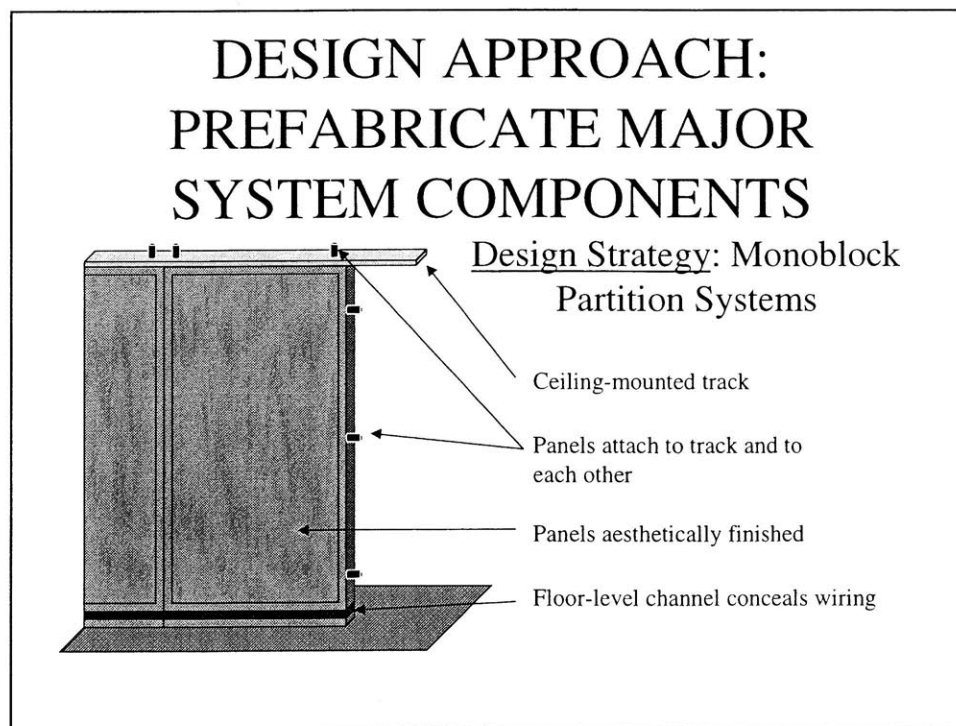 DESIGN APPROACH:
PREFABRICATE MAJOR
SYSTEM COMPONENTS
Design Strategy: Monoblock
Partition Systems
Ceiling-mounted track
Panels attach to track and to
each other
Panels aesthetically finished
Floor-level channel conceals wiring